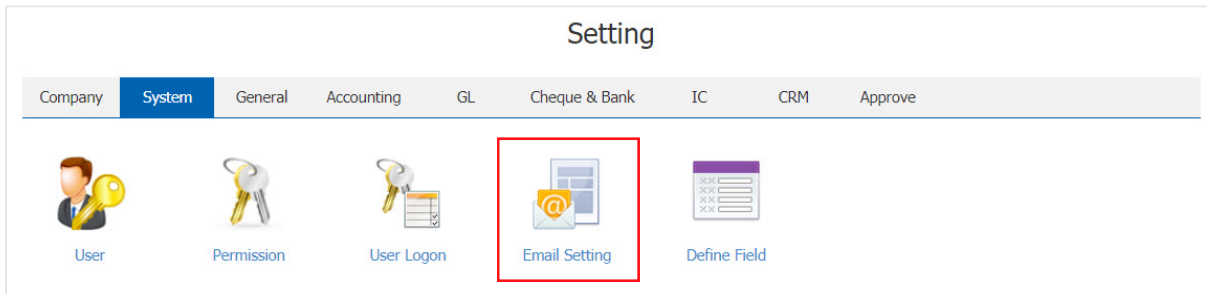 Setting
Company System General Accounting GL Cheque & Bank IC CRM Approve
User Permission User Logon Email Setting Define Field